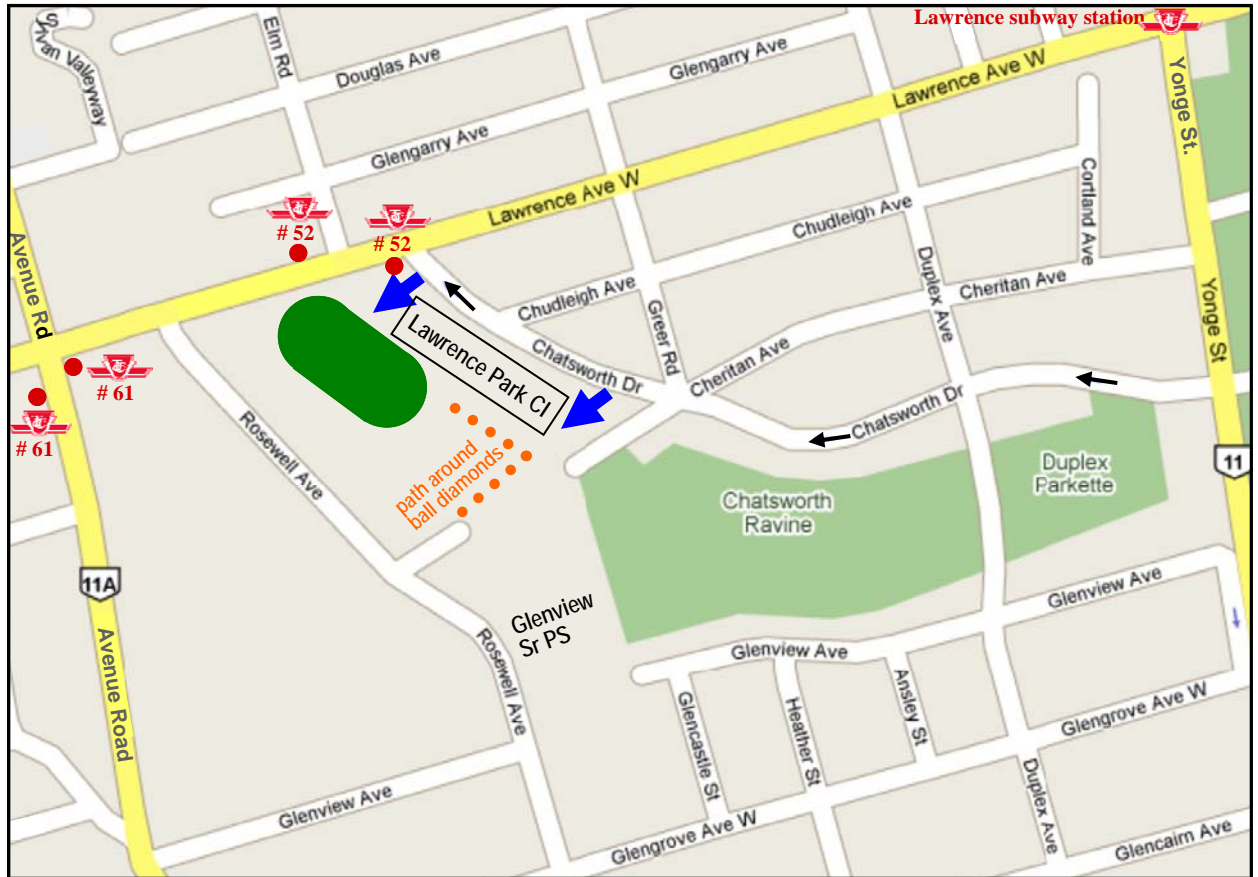 Lawrence subway station
S
ivan Valleyway
Elm Rd
Douglas Ave
Glengarry Ave
Lawrence Ave W
Yonge St.
Glengarry Ave
Lawrence Ave W
Cortland Ave
Chudleigh Ave
# 52
# 52
Avenue Rd
Duplex Ave
Cheritan Ave
Yonge St
Chudleigh Ave
Greer Rd
Lawrence Park CI
Chatsworth Dr
Cheritan Ave
# 61
# 61
Chatsworth Dr
Rosewell Ave
path around
ball diamonds
Duplex
Parkette
11
Chatsworth
Ravine
11A
Glenview Ave
Glenview
Sr PS
Avenue Road
Rosewell Ave
Glenview Ave
Ansley St
Glencastle St
Heather St
Glengrove Ave W
Duplex Ave
Glenview Ave
Glengrove Ave W
Glencairn Ave